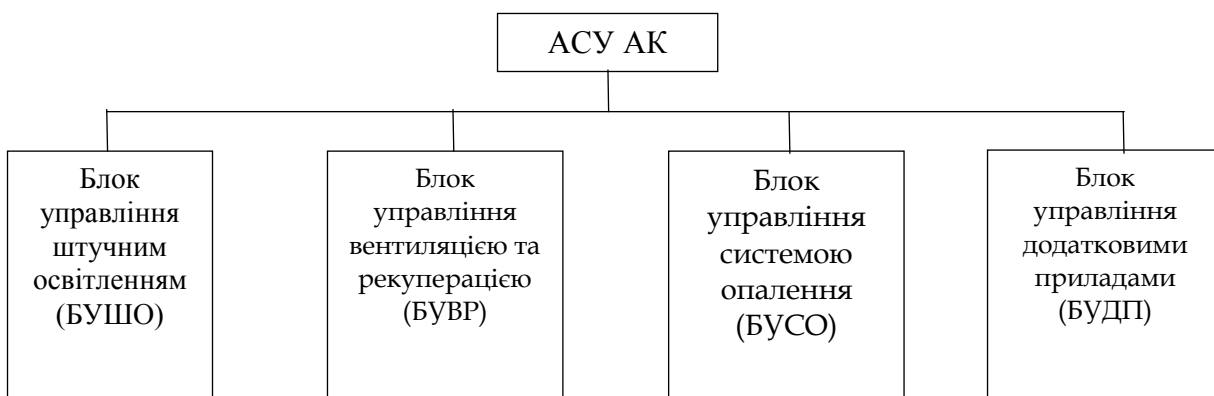 АСУ АК
Блок
управління
штучним
освітленням
(БУШО)
Блок
управління
вентиляцією та
рекуперацією
(БУВР)
Блок
управління
системою
опалення
(БУСО)
Блок
управління
додатковими
приладами
(БУДП)